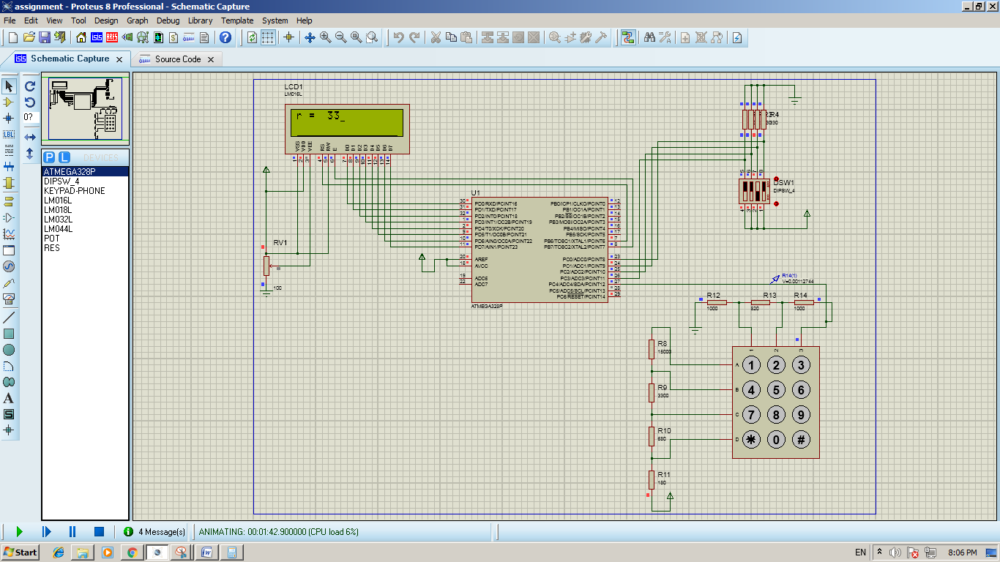 assignment - Proteus 8 Professional - Schematic Capture
File Edit View Tool Design Graph Debug Library Template System Help
Schematic Capture
Source Code
P L DEVICES
ATMEGA328P
DIPSW_4
KEYPAD-PHONE
LM016L
LM018L
LM032L
LM044L
POT
RES
LCD1
LM016L
r = 33_
VSS VDD VEE RS RW E D0 D1 D2 D3 D4 D5 D6 D7
1 2 3 4 5 6 7 8 9 10 11 12 13 14
RV1
100
U1
30 PD0/RXD/PCINT16
31 PD1/TXD/PCINT17
32 PD2/INT0/PCINT18
1 PD3/INT1/OC2B/PCINT19
2 PD4/T0/XCK/PCINT20
9 PD5/T1/OC0B/PCINT21
10 PD6/AIN0/OC0A/PCINT22
11 PD7/AIN1/PCINT23
20 AREF
18 AVCC
19 ADC6
22 ADC7
PB0/ICP1/CLKO/PCINT0 12
PB1/OC1A/PCINT1 13
PB2/SS/OC1B/PCINT2 14
PB3/MOSI/OC2A/PCINT3 15
PB4/MISO/PCINT4 16
PB5/SCK/PCINT5 17
PB6/TOSC1/XTAL1/PCINT6 7
PB7/TOSC2/XTAL2/PCINT7 8
PC0/ADC0/PCINT8 23
PC1/ADC1/PCINT9 24
PC2/ADC2/PCINT10 25
PC3/ADC3/PCINT11 26
PC4/ADC4/SDA/PCINT12 27
PC5/ADC5/SCL/PCINT13 28
PC6/RESET/PCINT14 29
ATMEGA328P
R4
330
5 6 7 8
DSW1
DIPSW_4
4 3 2 1
R14(1)
V=0.00112744
R12
1000
R13
820
R14
1000
R8
15000
R9
3300
R10
680
R11
180
1 2 3
A 1 2 3
B 4 5 6
C 7 8 9
D * 0 #
4 Message(s)
ANIMATING: 00:01:42.900000 (CPU load 6%)
Start
EN
8:06 PM